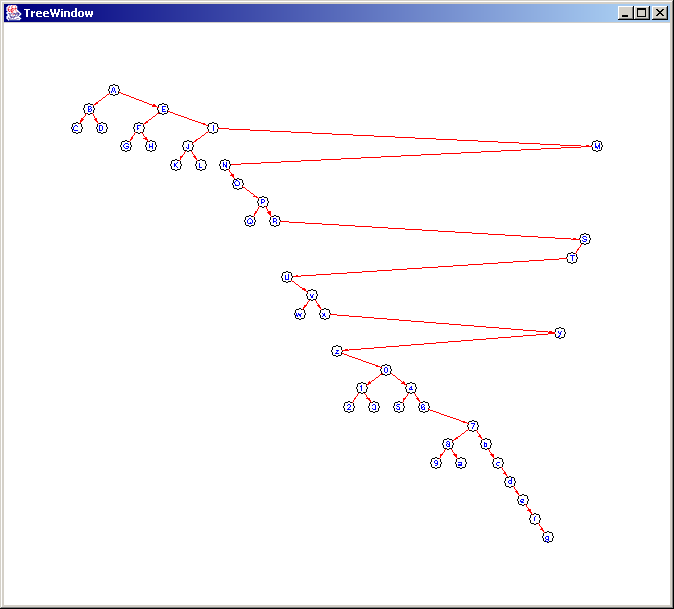 TreeWindow
A
B E
C D F I
G H J M
K L N
O
P
Q R
S
T
U
v
w x
y
z
0
1 4
2 3 5 6
7
8 b
9 a c
d
e
f
g